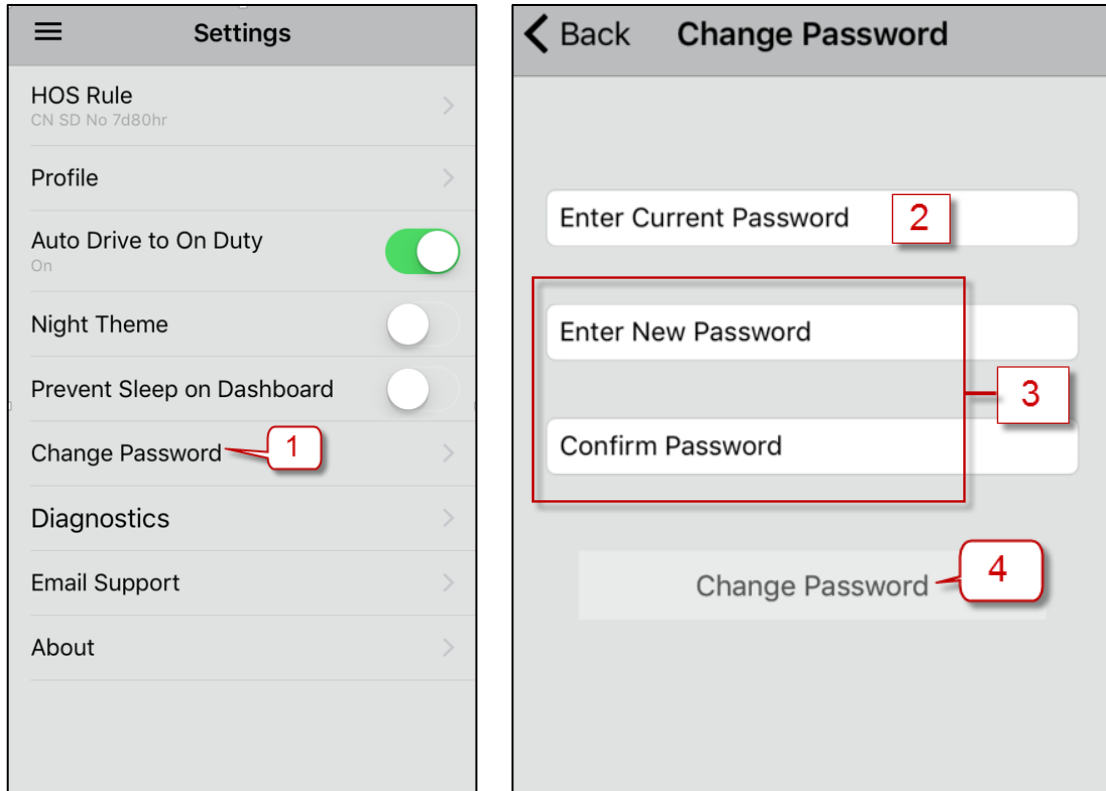 Settings
HOS Rule
CN SD No 7d80hr
Profile
Auto Drive to On Duty
On
Night Theme
Prevent Sleep on Dashboard
Change Password
1
Diagnostics
Email Support
About
Back Change Password
Enter Current Password
2
Enter New Password
3
Confirm Password
Change Password
4